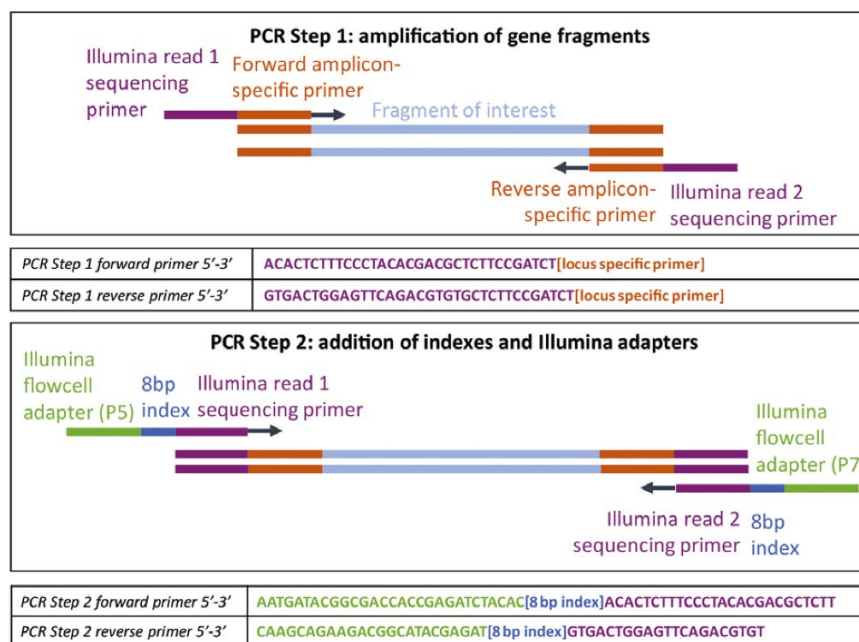 PCR Step 1: amplification of gene fragments
Illumina read 1
sequencing
primer
Forward amplicon-
specific primer
Fragment of interest
Reverse amplicon-
specific primer
Illumina read 2
sequencing primer
PCR Step 1 forward primer 5’-3’ ACACTCTTTCCCTACACGACGCTCTTCCGATCT[locus specific primer]
PCR Step 1 reverse primer 5’-3’ GTGACTGGAGTTCAGACGTGTGCTCTTCCGATCT[locus specific primer]
PCR Step 2: addition of indexes and Illumina adapters
Illumina
flowcell
adapter (P5)
8bp
index
Illumina read 1
sequencing primer
Illumina
flowcell
adapter (P7
Illumina read 2
sequencing primer
8bp
index
PCR Step 2 forward primer 5’-3’ AATGATACGGCGACCACCGAGATCTACAC[8 bp index]ACACTCTTTCCCTACACGACGCTCTT
PCR Step 2 reverse primer 5’-3’ CAAGCAGAAGACGGCATACGAGAT[8 bp index]GTGACTGGAGTTCAGACGTGT